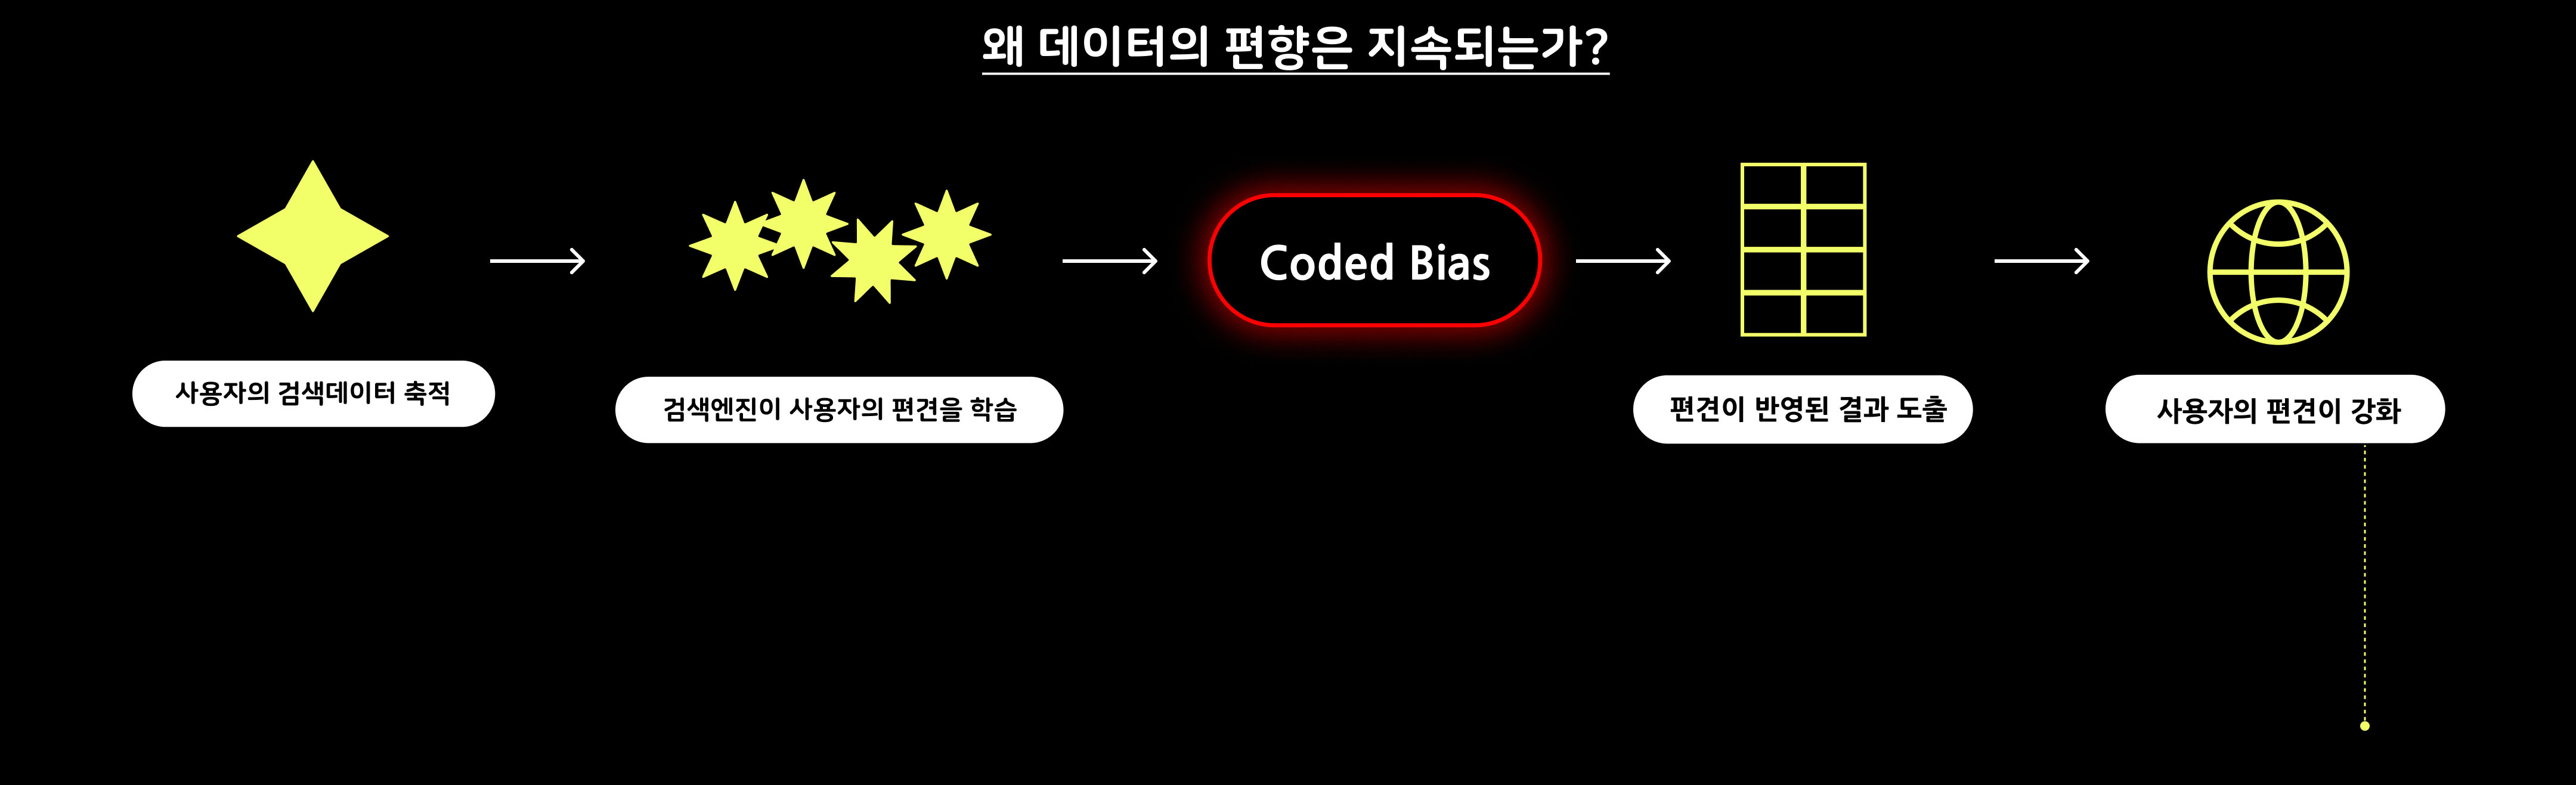 왜 데이터의 편향은 지속되는가?
Coded Bias
사용자의 검색데이터 축적
검색엔진이 사용자의 편견을 학습
편견이 반영된 결과 도출
사용자의 편견이 강화